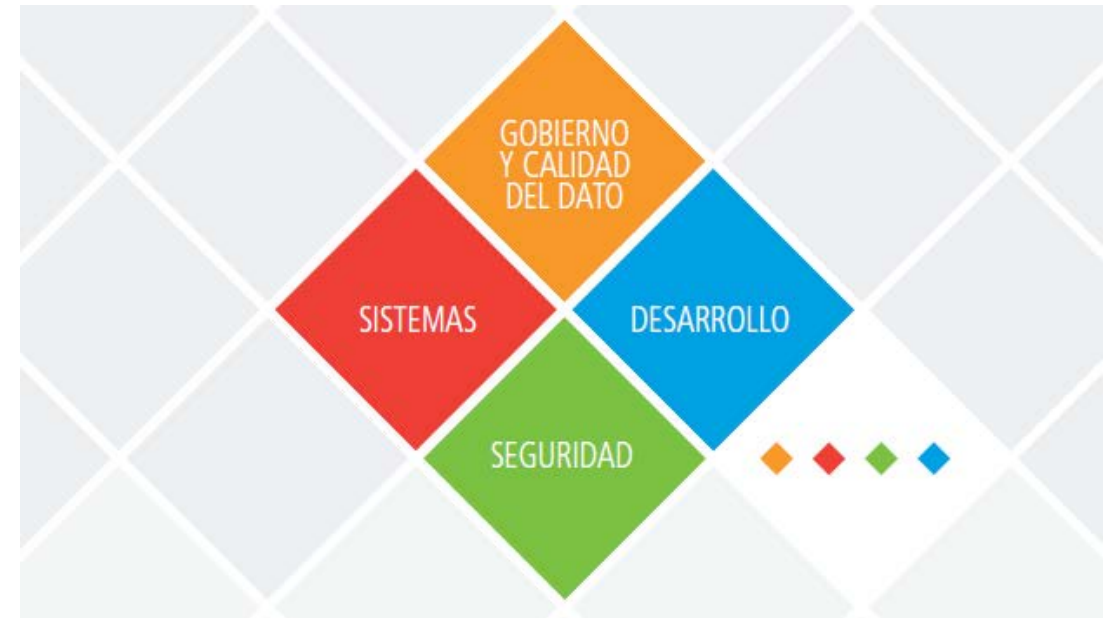 GOBIERNO
Y CALIDAD
DEL DATO
SISTEMAS
DESARROLLO
SEGURIDAD